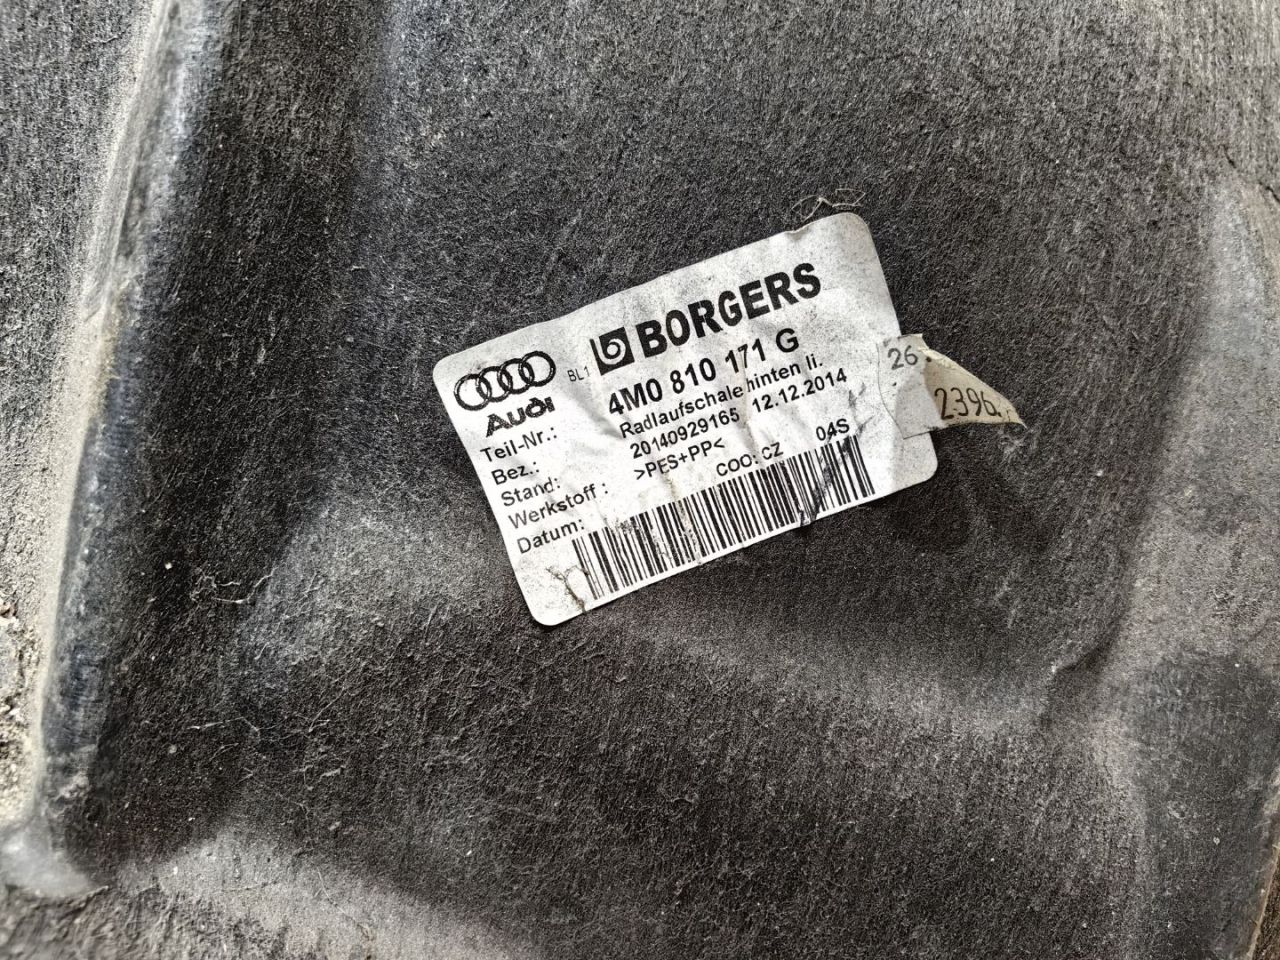 BL1 BORGERS
Audi
Teil-Nr.: 4M0 810 171 G
Bez.: Radlaufschale hinten li.
Stand: 20140929165 12.12.2014
Werkstoff: >PES+PP<
Datum: COO: CZ 04S
26
2396